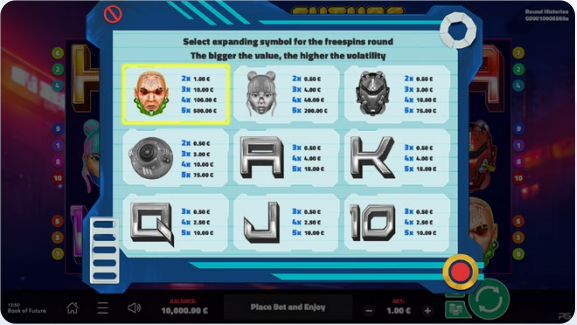 Round Histories
Select expanding symbol for the freespins round
The bigger the value, the higher the volatility
2x 1.00 €
3x 15.00 €
4x 100.00 €
5x 500.00 €
2x 0.50 €
3x 4.00 €
4x 40.00 €
5x 200.00 €
2x 0.50 €
3x 3.00 €
4x 15.00 €
5x 75.00 €
2x 0.50 €
3x 3.00 €
4x 15.00 €
5x 75.00 €
A
3x 0.50 €
4x 4.00 €
5x 15.00 €
K
3x 0.50 €
4x 4.00 €
5x 15.00 €
Q
3x 0.50 €
4x 2.50 €
5x 10.00 €
J
3x 0.50 €
4x 2.50 €
5x 10.00 €
10
3x 0.50 €
4x 2.50 €
5x 10.00 €
13:50
Book of Future
BALANCE:
10,000.00 €
Place Bet and Enjoy
BET:
1.00 €